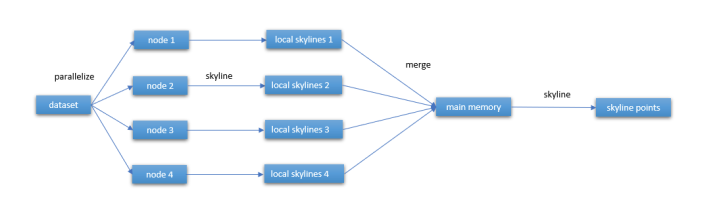 parallelize
dataset
node 1
node 2
node 3
node 4
skyline
local skylines 1
local skylines 2
local skylines 3
local skylines 4
merge
main memory
skyline
skyline points